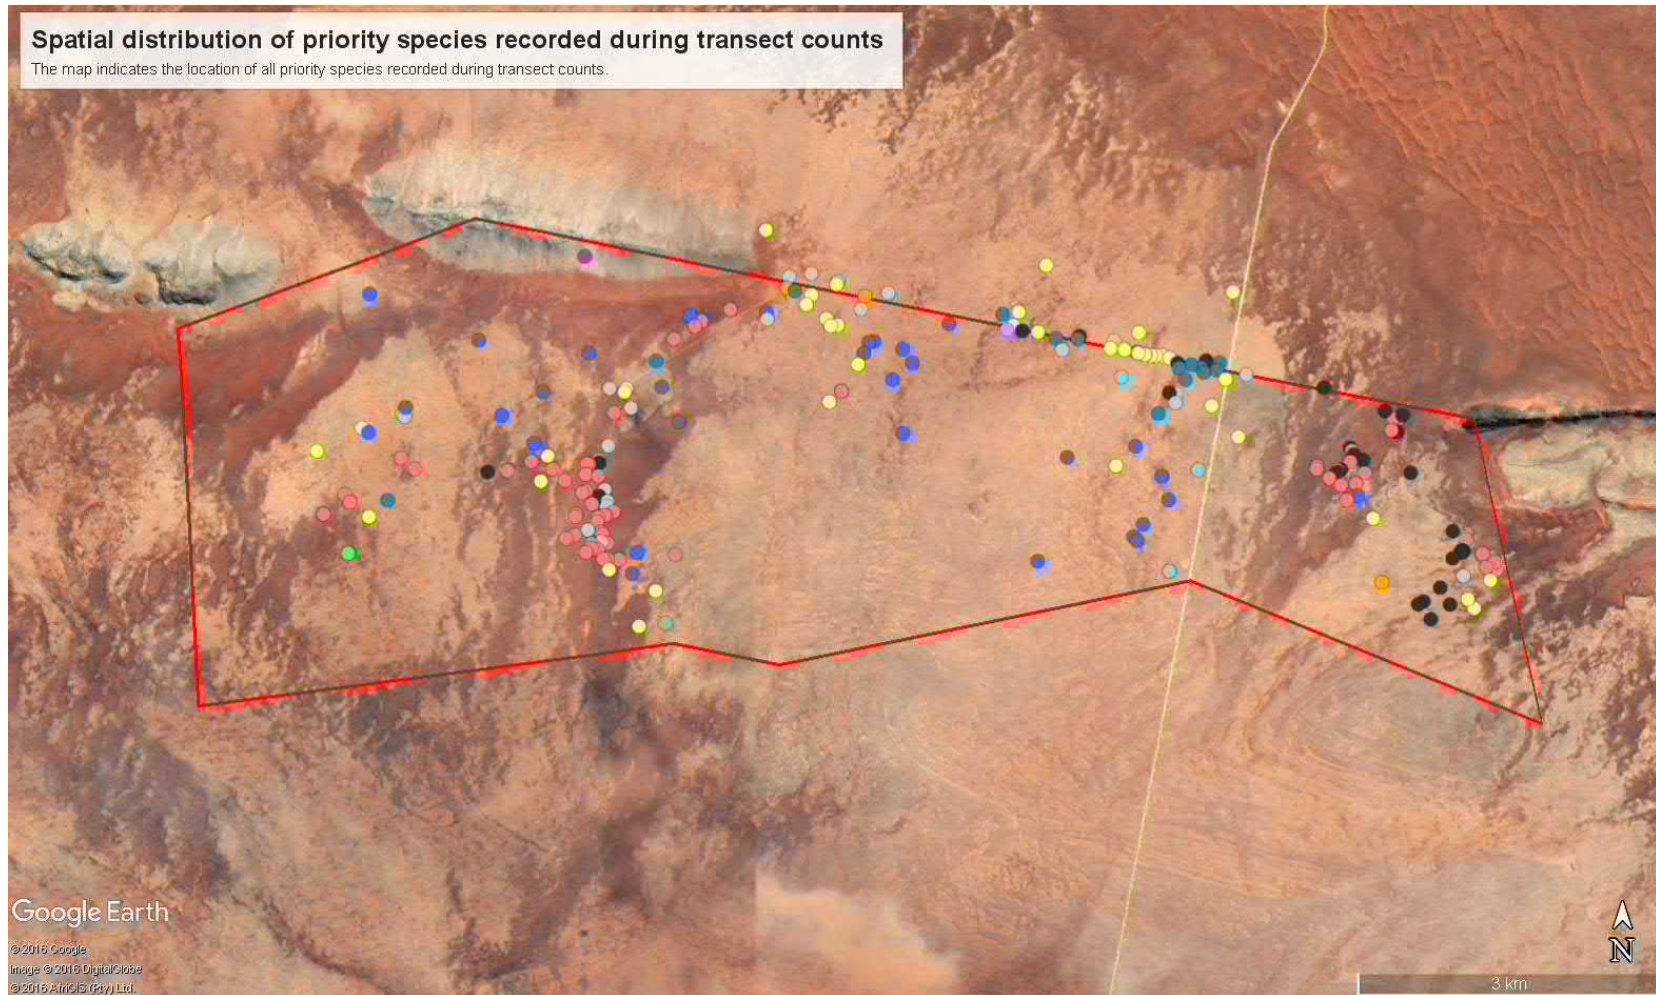 Spatial distribution of priority species recorded during transect counts
The map indicates the location of all priority species recorded during transect counts.
Google Earth
© 2016 Google
Image © 2016 DigitalGlobe
© 2016 AfriGIS (Pty) Ltd.
N
3 km